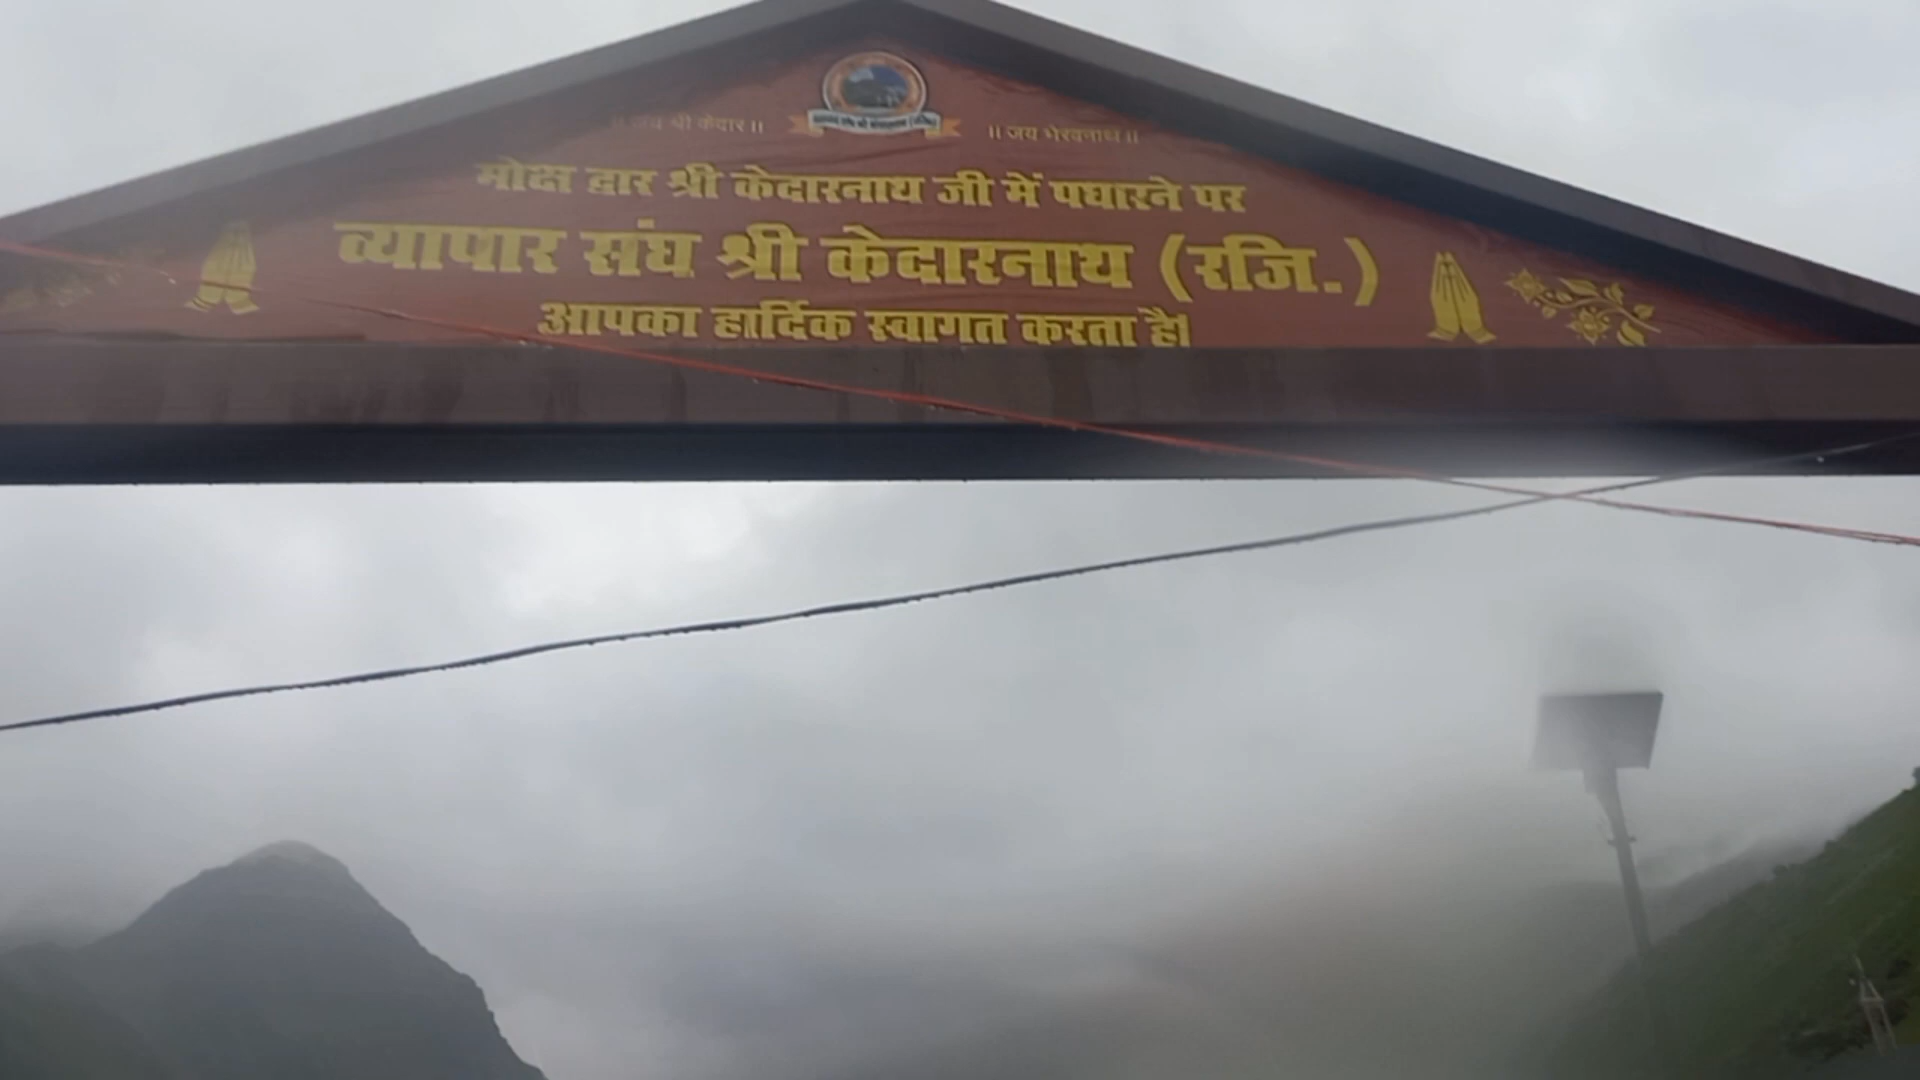 ॥ जय श्री केदार ॥
॥ जय भैरवनाथ ॥
मोक्ष द्वार श्री केदारनाथ जी में पधारने पर
व्यापार संघ श्री केदारनाथ (रजि.)
आपका हार्दिक स्वागत करता है।